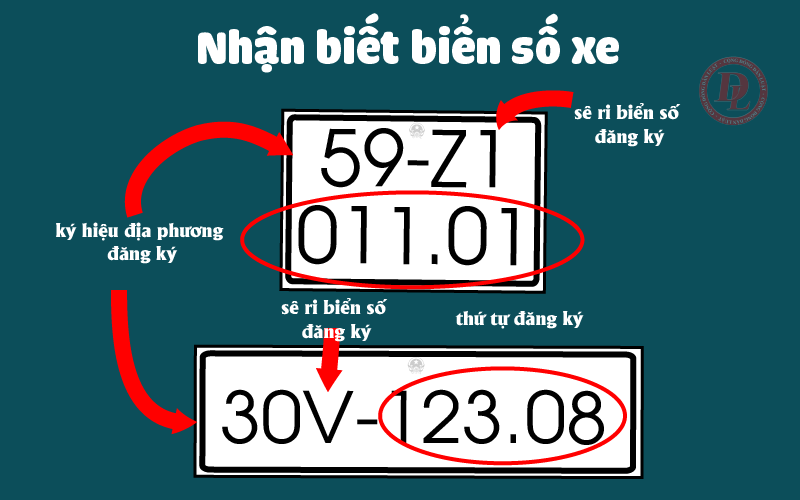 Nhận biết biển số xe
sê ri biển số
đăng ký
59-Z1
011.01
ký hiệu địa phương
đăng ký
sê ri biển số
đăng ký
thứ tự đăng ký
30V-123.08
DL